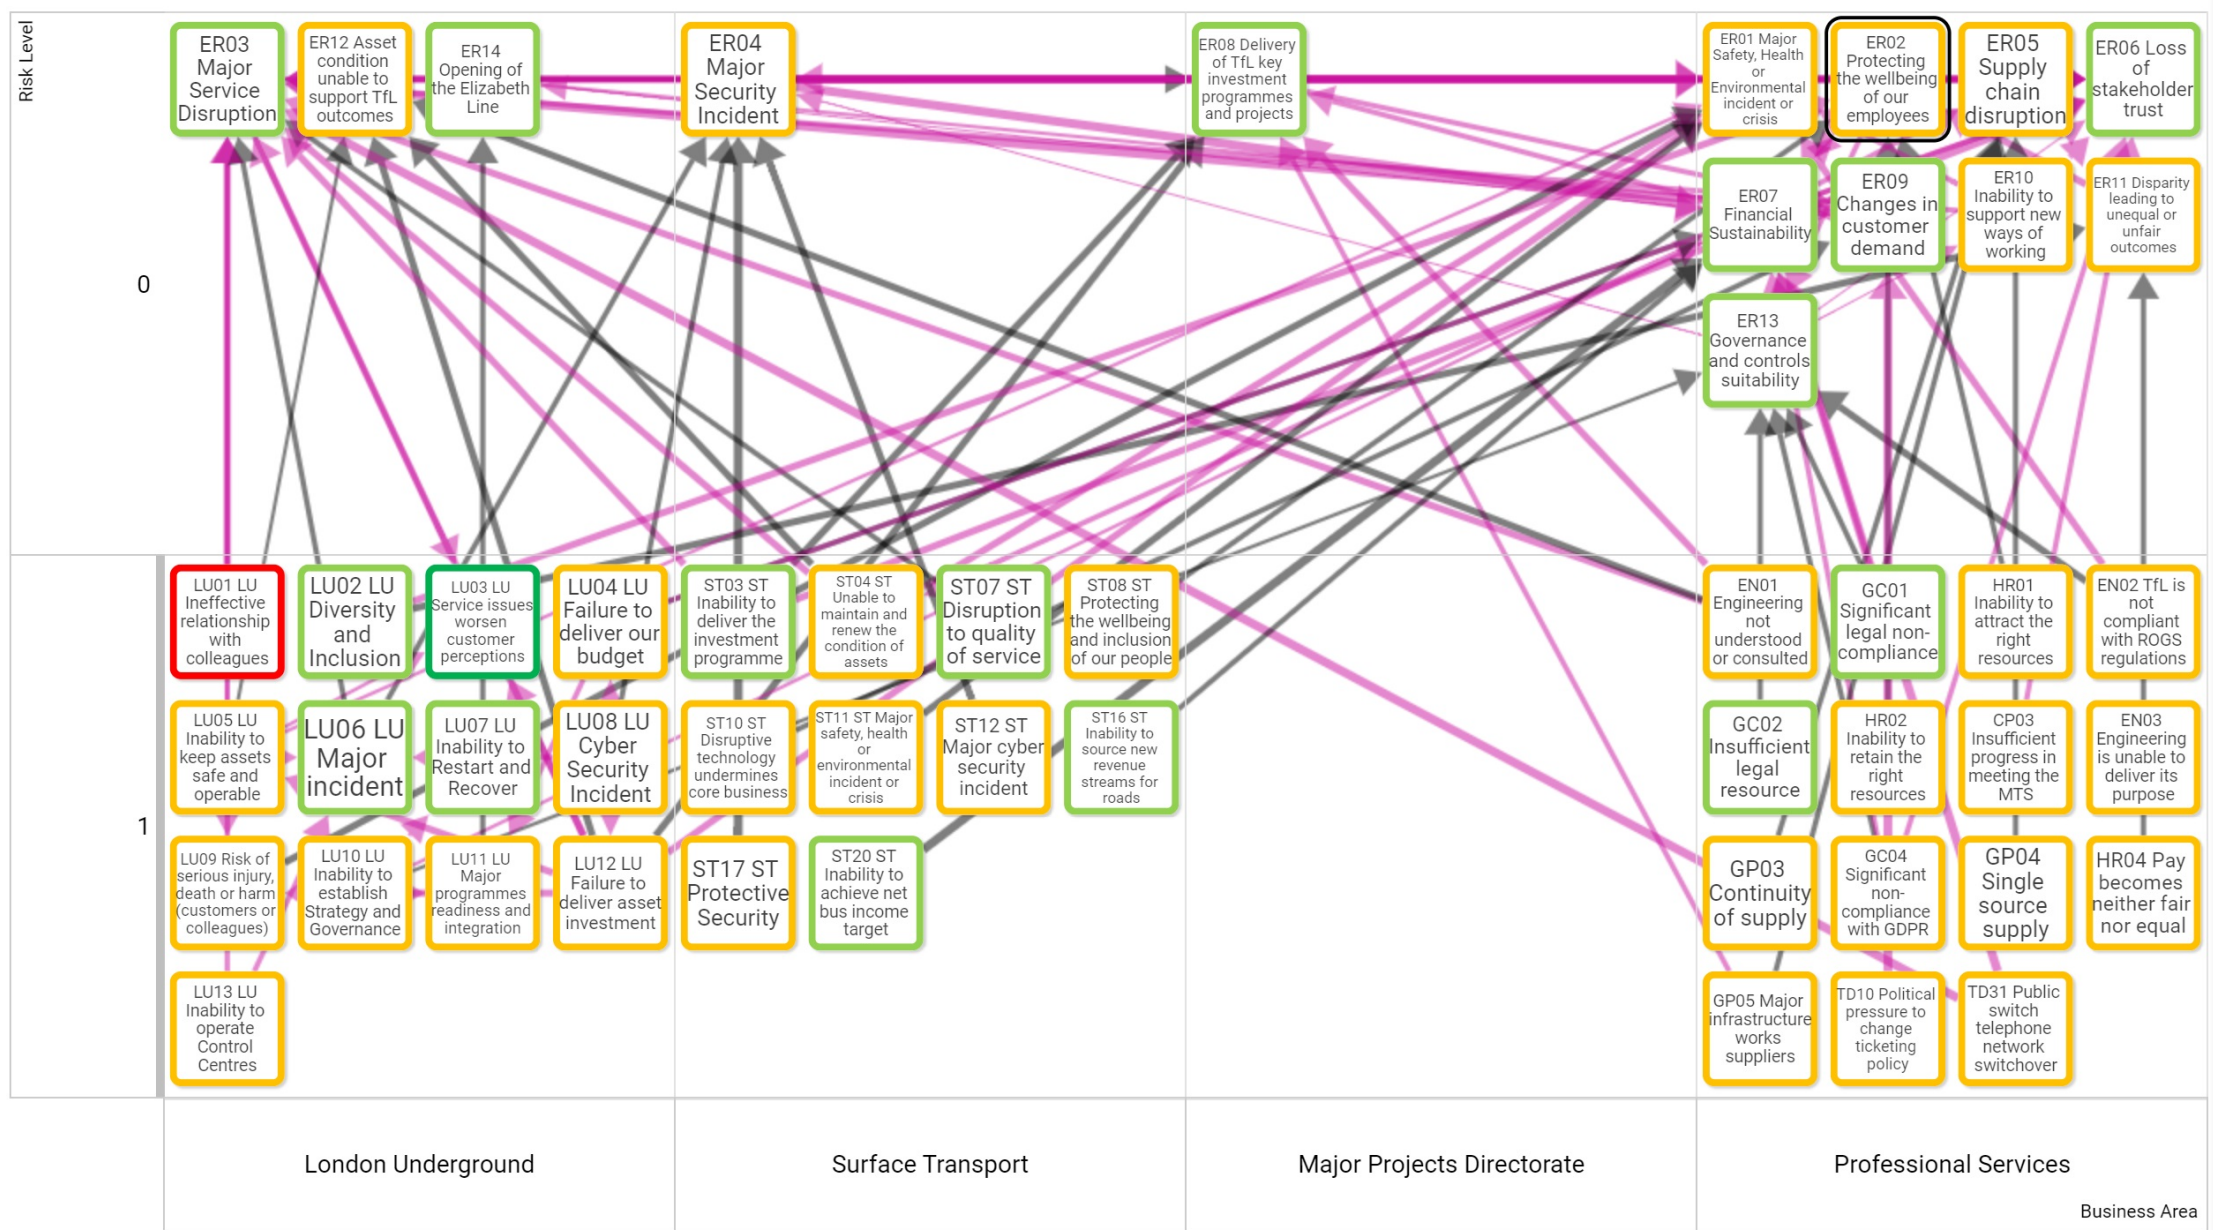 Risk Level
ER03
Major
Service
Disruption
ER12 Asset
condition
unable to
support TfL
outcomes
ER14
Opening of
the Elizabeth
Line
ER04
Major
Security
Incident
ER08 Delivery
of TfL key
investment
programmes
and projects
ER01 Major
Safety, Health
or
Environmental
incident or
crisis
ER02
Protecting
the wellbeing
of our
employees
ER05
Supply
chain
disruption
ER06 Loss
of
stakeholder
trust
ER07
Financial
Sustainability
ER09
Changes in
customer
demand
ER10
Inability to
support new
ways of
working
ER11 Disparity
leading to
unequal or
unfair
outcomes
ER13
Governance
and controls
suitability
0
LU01 LU
Ineffective
relationship
with
colleagues
LU02 LU
Diversity
and
Inclusion
LU03 LU
Service issues
worsen
customer
perceptions
LU04 LU
Failure to
deliver our
budget
ST03 ST
Inability to
deliver the
investment
programme
ST04 ST
Unable to
maintain and
renew the
condition of
assets
ST07 ST
Disruption
to quality
of service
ST08 ST
Protecting
the wellbeing
and inclusion
of our people
EN01
Engineering
not
understood
or consulted
GC01
Significant
legal non-
compliance
HR01
Inability to
attract the
right
resources
EN02 TfL is
not
compliant
with ROGS
regulations
LU05 LU
Inability to
keep assets
safe and
operable
LU06 LU
Major
incident
LU07 LU
Inability to
Restart and
Recover
LU08 LU
Cyber
Security
Incident
ST10 ST
Disruptive
technology
undermines
core business
ST11 ST Major
safety, health
or
environmental
incident or
crisis
ST12 ST
Major cyber
security
incident
ST16 ST
Inability to
source new
revenue
streams for
roads
GC02
Insufficient
legal
resource
HR02
Inability to
retain the
right
resources
CP03
Insufficient
progress in
meeting the
MTS
EN03
Engineering
is unable to
deliver its
purpose
1
LU09 Risk of
serious injury,
death or harm
(customers or
colleagues)
LU10 LU
Inability to
establish
Strategy and
Governance
LU11 LU
Major
programmes
readiness and
integration
LU12 LU
Failure to
deliver asset
investment
ST17 ST
Protective
Security
ST20 ST
Inability to
achieve net
bus income
target
GP03
Continuity
of supply
GC04
Significant
non-
compliance
with GDPR
GP04
Single
source
supply
HR04 Pay
becomes
neither fair
nor equal
LU13 LU
Inability to
operate
Control
Centres
GP05 Major
infrastructure
works
suppliers
TD10 Political
pressure to
change
ticketing
policy
TD31 Public
switch
telephone
network
switchover
London Underground
Surface Transport
Major Projects Directorate
Professional Services
Business Area